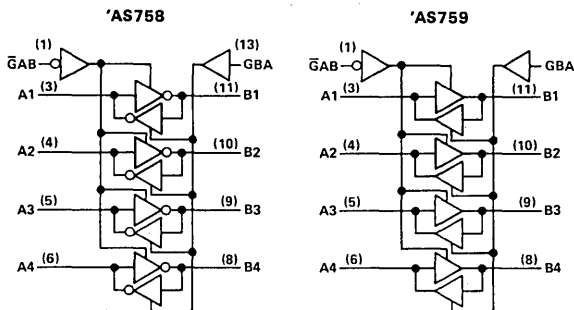 'AS758 'AS759
(1) (13) (1)
G̅AB GBA G̅AB GBA
A1 (3) (11) B1 A1 (3) (11) B1
A2 (4) (10) B2 A2 (4) (10) B2
A3 (5) (9) B3 A3 (5) (9) B3
A4 (6) (8) B4 A4 (6) (8) B4